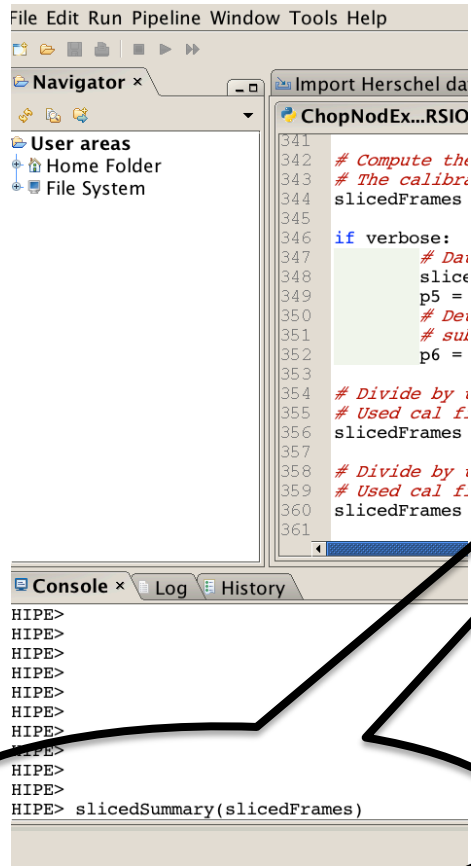 File Edit Run Pipeline Window Tools Help
Navigator ×
User areas
Home Folder
File System
Import Herschel da
ChopNodEx...RSIO
341
342 # Compute the
343 # The calibra
344 slicedFrames
345
346 if verbose:
347 # Dat
348 slice
349 p5 =
350 # Det
351 # sub
352 p6 =
353
354 # Divide by t
355 # Used cal fi
356 slicedFrames
357
358 # Divide by t
359 # Used cal f
360 slicedFrames
361
Console × Log History
HIPE>
HIPE>
HIPE>
HIPE>
HIPE>
HIPE>
HIPE>
HIPE>
HIPE>
HIPE>
HIPE> slicedSummary(slicedFrames)